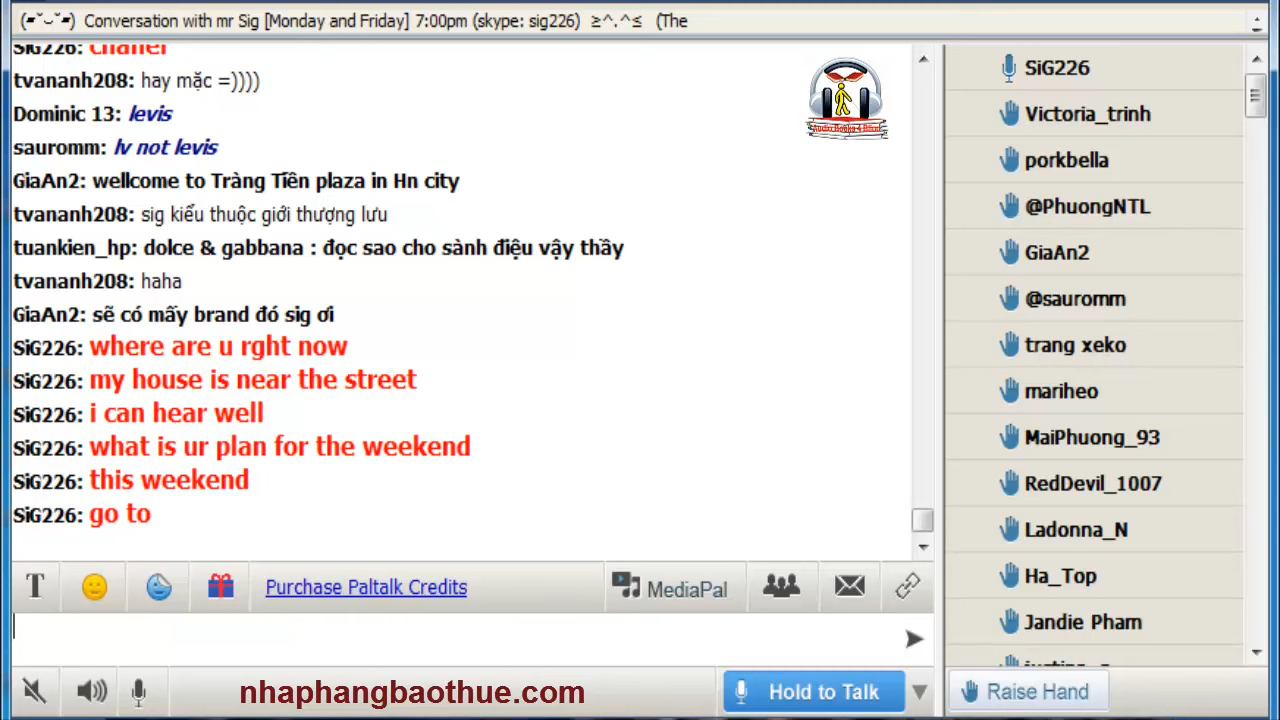 (▰˘◡˘▰) Conversation with mr Sig [Monday and Friday] 7:00pm (skype: sig226) ≥^.^≤ (The
SiG226: chanel
tvananh208: hay mặc =))))
Dominic 13: levis
sauromm: lv not levis
GiaAn2: wellcome to Tràng Tiền plaza in Hn city
tvananh208: sig kiểu thuộc giới thượng lưu
tuankien_hp: dolce & gabbana : đọc sao cho sành điệu vậy thầy
tvananh208: haha
GiaAn2: sẽ có mấy brand đó sig ơi
SiG226: where are u rght now
SiG226: my house is near the street
SiG226: i can hear well
SiG226: what is ur plan for the weekend
SiG226: this weekend
SiG226: go to
T
Purchase Paltalk Credits
MediaPal
nhaphangbaothue.com
Hold to Talk
SiG226
Victoria_trinh
porkbella
@PhuongNTL
GiaAn2
@sauromm
trang xeko
mariheo
MaiPhuong_93
RedDevil_1007
Ladonna_N
Ha_Top
Jandie Pham
Raise Hand